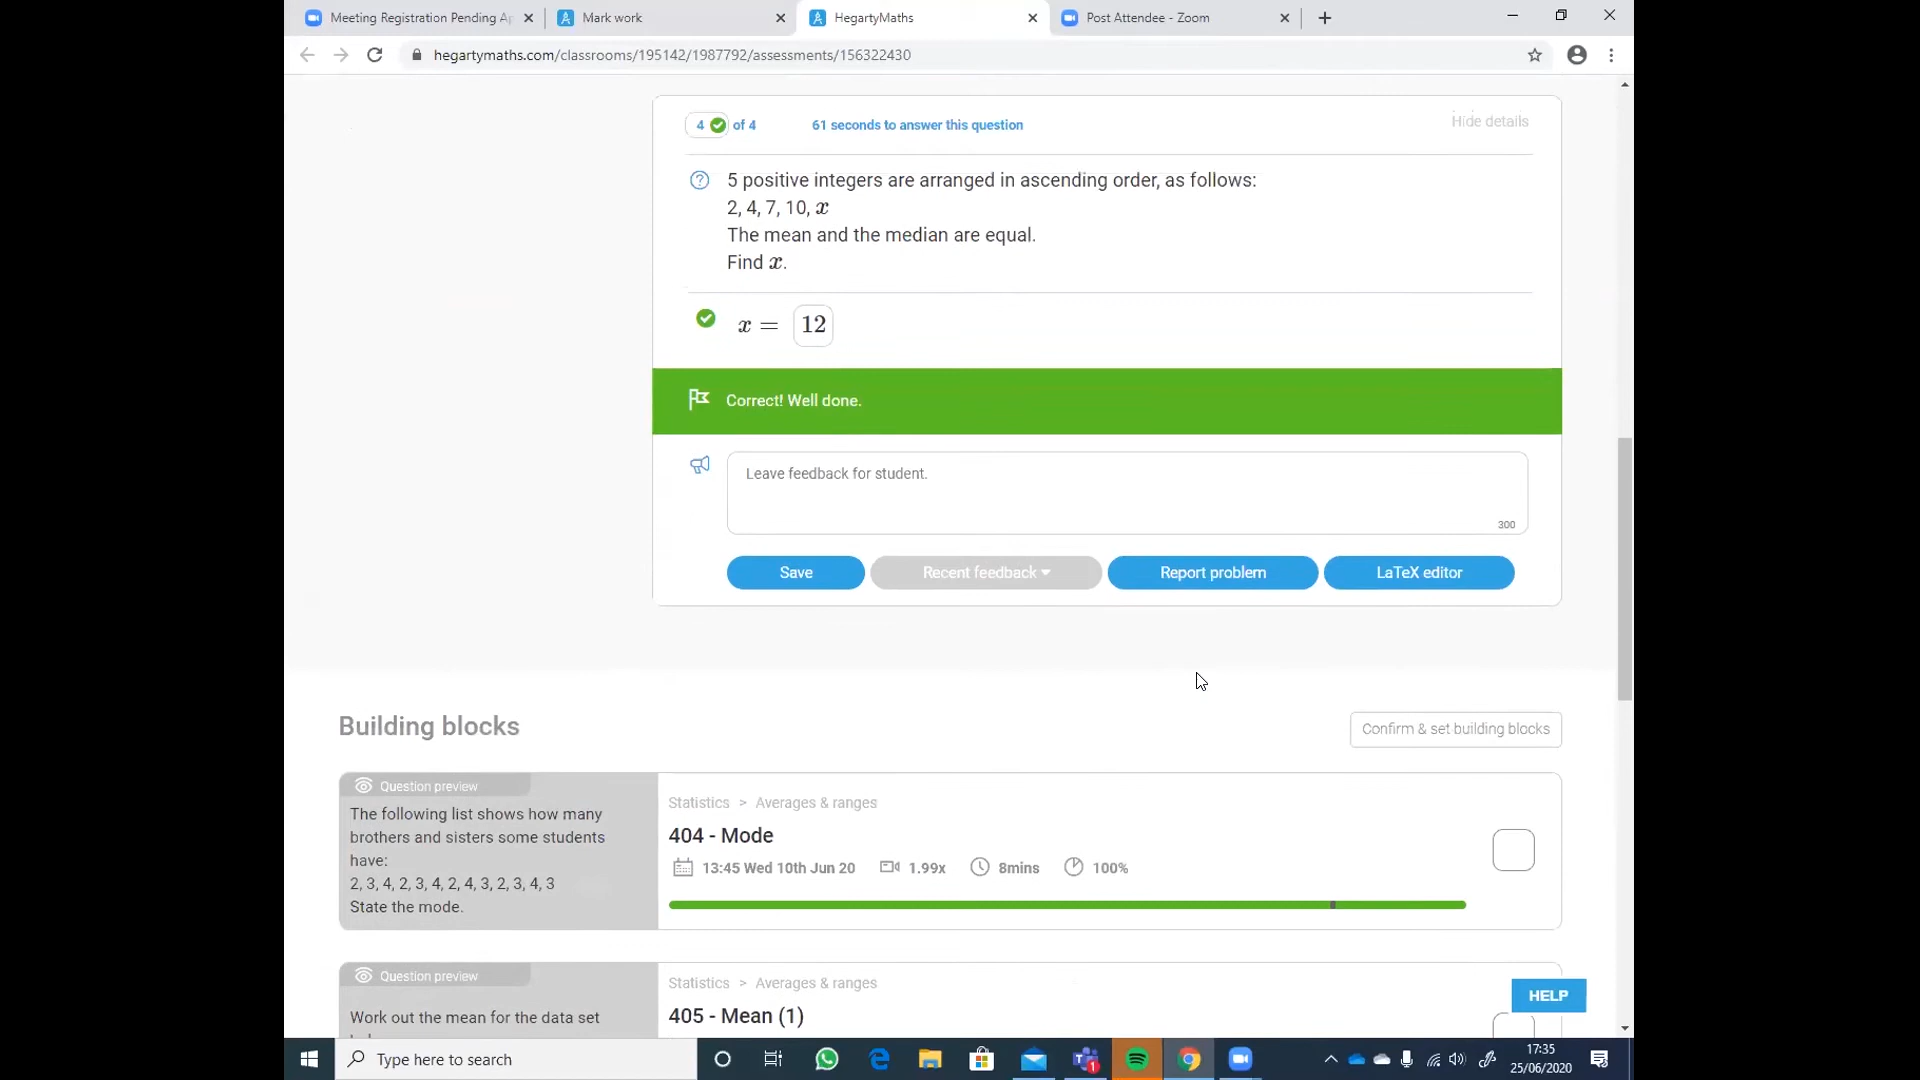 Meeting Registration Pending Ap
Mark work
HegartyMaths
Post Attendee - Zoom
hegartymaths.com/classrooms/195142/1987792/assessments/156322430
4 of 4
61 seconds to answer this question
Hide details
5 positive integers are arranged in ascending order, as follows:
2, 4, 7, 10, x
The mean and the median are equal.
Find x.
x = 12
Correct! Well done.
Leave feedback for student.
300
Save
Recent feedback
Report problem
LaTeX editor
Building blocks
Confirm & set building blocks
Question preview
The following list shows how many
brothers and sisters some students
have:
2, 3, 4, 2, 3, 4, 2, 4, 3, 2, 3, 4, 3
State the mode.
Statistics > Averages & ranges
404 - Mode
13:45 Wed 10th Jun 20
1.99x
8mins
100%
Question preview
Work out the mean for the data set
Statistics > Averages & ranges
405 - Mean (1)
HELP
Type here to search
1
17:35
25/06/2020